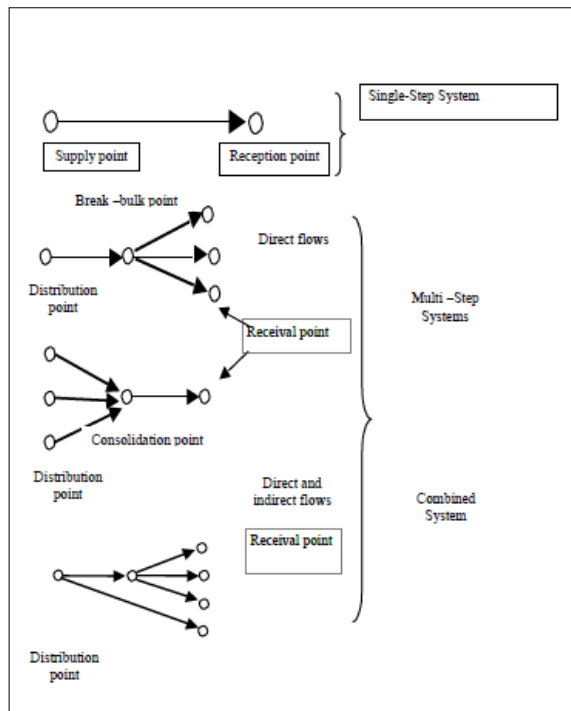 Single-Step System
Supply point
Reception point
Break –bulk point
Direct flows
Distribution
point
Multi –Step
Systems
Receival point
Consolidation point
Distribution
point
Direct and
indirect flows
Combined
System
Receival point
Distribution
point